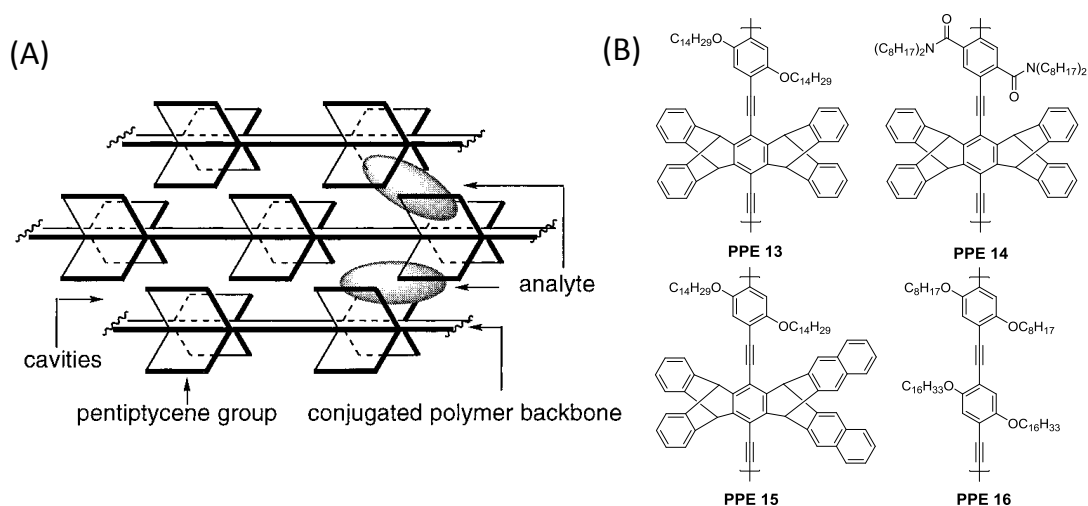 (A)
analyte
cavities
pentiptycene group
conjugated polymer backbone
(B)
C₁₄H₂₉O
OC₁₄H₂₉
PPE 13
O
(C₈H₁₇)₂N
N(C₈H₁₇)₂
O
PPE 14
C₁₄H₂₉O
OC₁₄H₂₉
PPE 15
C₈H₁₇O
OC₈H₁₇
C₁₆H₃₃O
OC₁₆H₃₃
PPE 16